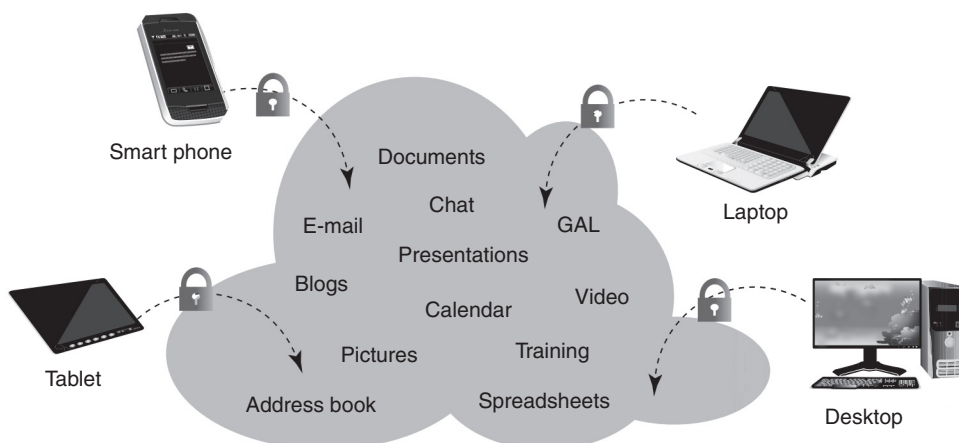 Smart phone
Documents
Chat
E-mail
GAL
Laptop
Presentations
Blogs
Calendar
Video
Tablet
Pictures
Training
Address book
Spreadsheets
Desktop